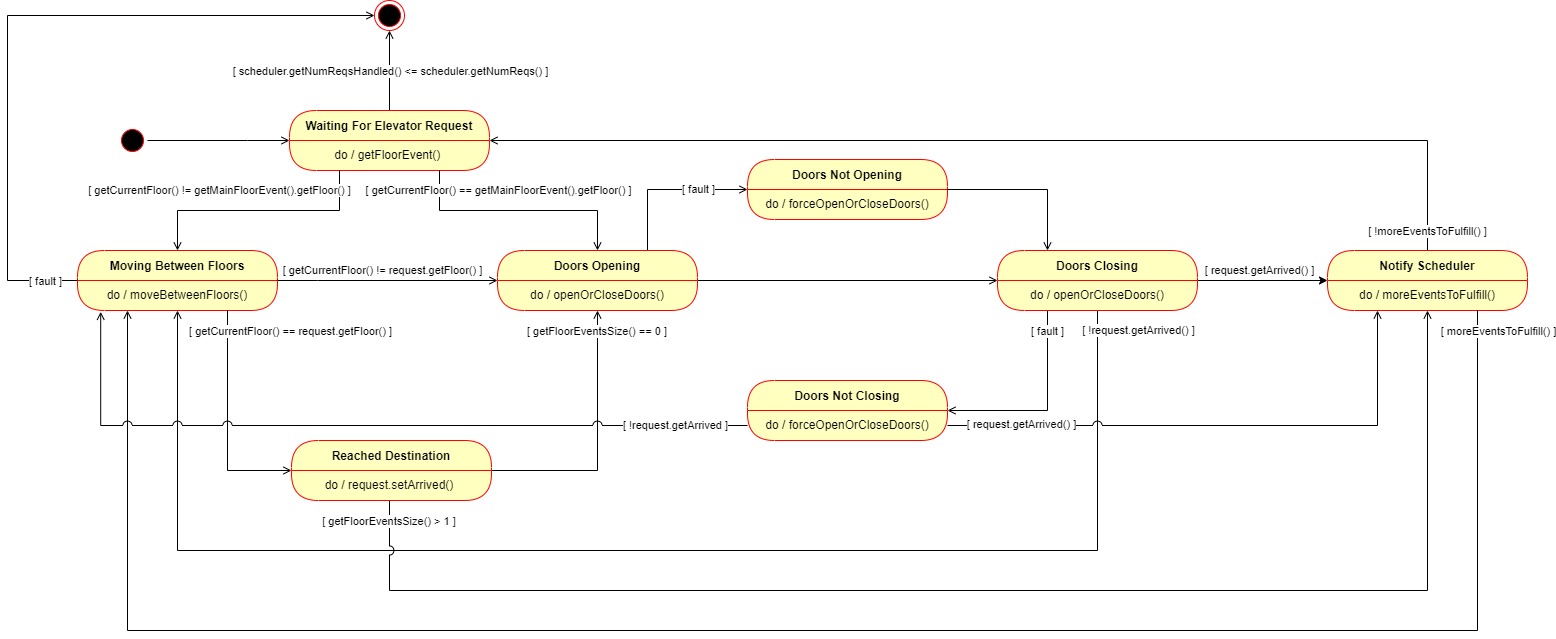 [ scheduler.getNumReqsHandled() <= scheduler.getNumReqs() ]
Waiting For Elevator Request
do / getFloorEvent()
[ getCurrentFloor() != getMainFloorEvent().getFloor() ]
[ getCurrentFloor() == getMainFloorEvent().getFloor() ]
[ fault ]
Doors Not Opening
do / forceOpenOrCloseDoors()
[ !moreEventsToFulfill() ]
[ fault ]
Moving Between Floors
do / moveBetweenFloors()
[ getCurrentFloor() != request.getFloor() ]
Doors Opening
do / openOrCloseDoors()
Doors Closing
do / openOrCloseDoors()
[ request.getArrived() ]
Notify Scheduler
do / moreEventsToFulfill()
[ getCurrentFloor() == request.getFloor() ]
[ getFloorEventsSize() == 0 ]
[ fault ]
[ !request.getArrived() ]
[ moreEventsToFulfill() ]
Doors Not Closing
do / forceOpenOrCloseDoors()
[ !request.getArrived ]
[ request.getArrived() ]
Reached Destination
do / request.setArrived()
[ getFloorEventsSize() > 1 ]